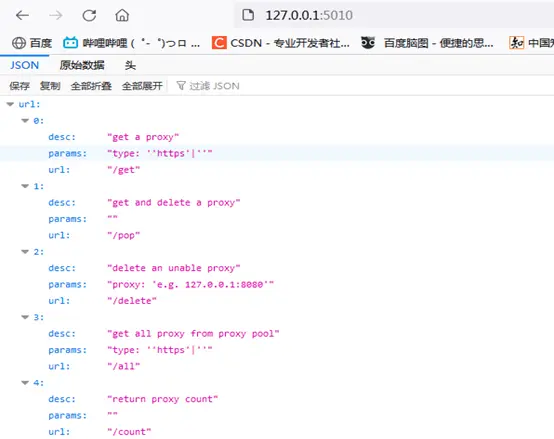 127.0.0.1:5010
百度 哔哩哔哩 ( ゜- ゜)つロ ... CSDN - 专业开发者社... 百度脑图 - 便捷的思... 知 中国知
JSON 原始数据 头
保存 复制 全部折叠 全部展开 过滤 JSON
url:
0:
desc: "get a proxy"
params: "type: ''https'|''"
url: "/get"
1:
desc: "get and delete a proxy"
params: ""
url: "/pop"
2:
desc: "delete an unable proxy"
params: "proxy: 'e.g. 127.0.0.1:8080'"
url: "/delete"
3:
desc: "get all proxy from proxy pool"
params: "type: ''https'|''"
url: "/all"
4:
desc: "return proxy count"
params: ""
url: "/count"